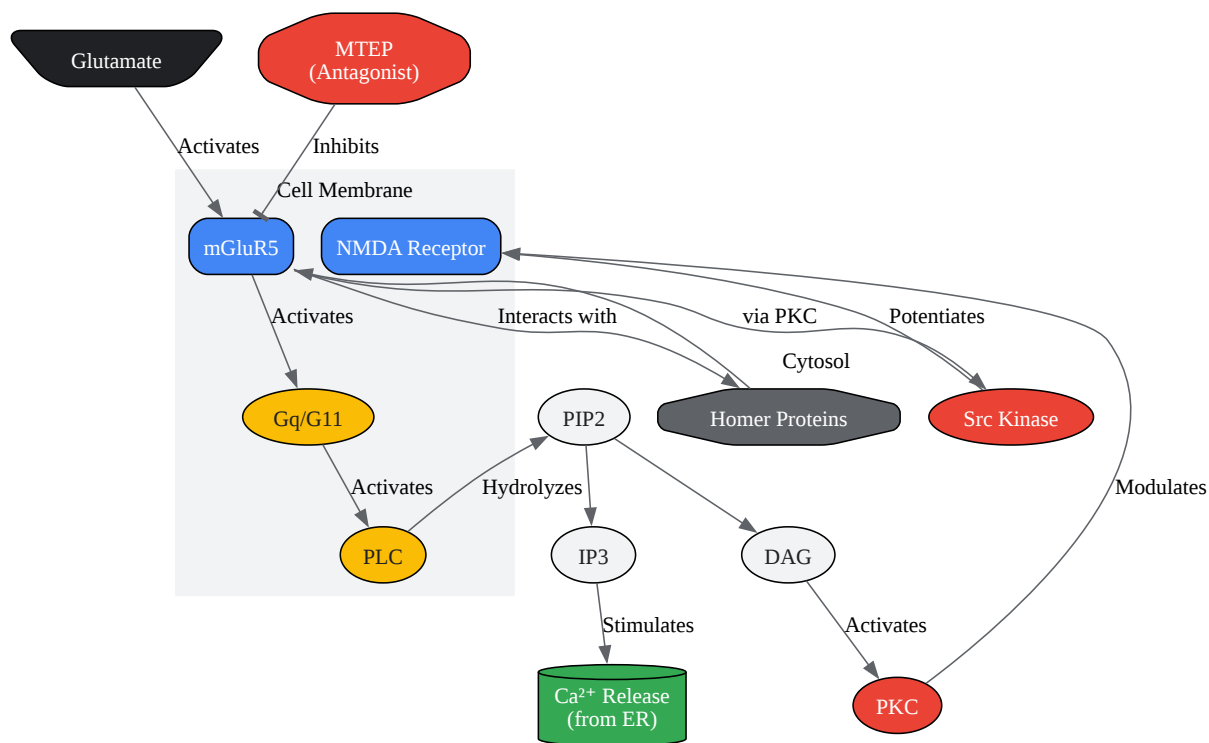 Glutamate
MTEP
(Antagonist)
Activates
Inhibits
Cell Membrane
mGluR5
NMDA Receptor
Activates
Interacts with
via PKC
Potentiates
Cytosol
Gq/G11
PIP2
Homer Proteins
Src Kinase
Activates
Hydrolyzes
Modulates
PLC
IP3
DAG
Stimulates
Activates
Ca²⁺ Release
(from ER)
PKC